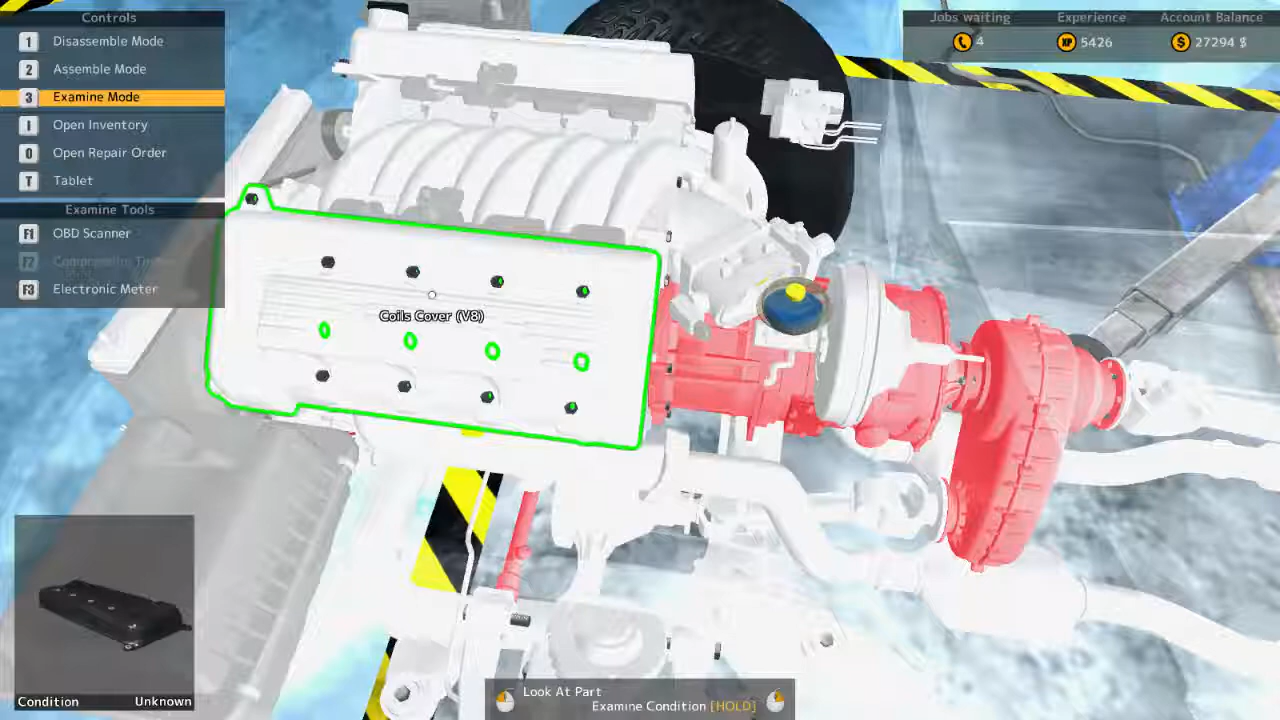 Controls
1 Disassemble Mode
2 Assemble Mode
3 Examine Mode
I Open Inventory
O Open Repair Order
T Tablet
Examine Tools
F1 OBD Scanner
F2
F3 Electronic Meter
Jobs waiting Experience Account Balance
4 XP 5426 $ 27294 $
Coils Cover (V8)
Condition Unknown
Look At Part
Examine Condition [HOLD]